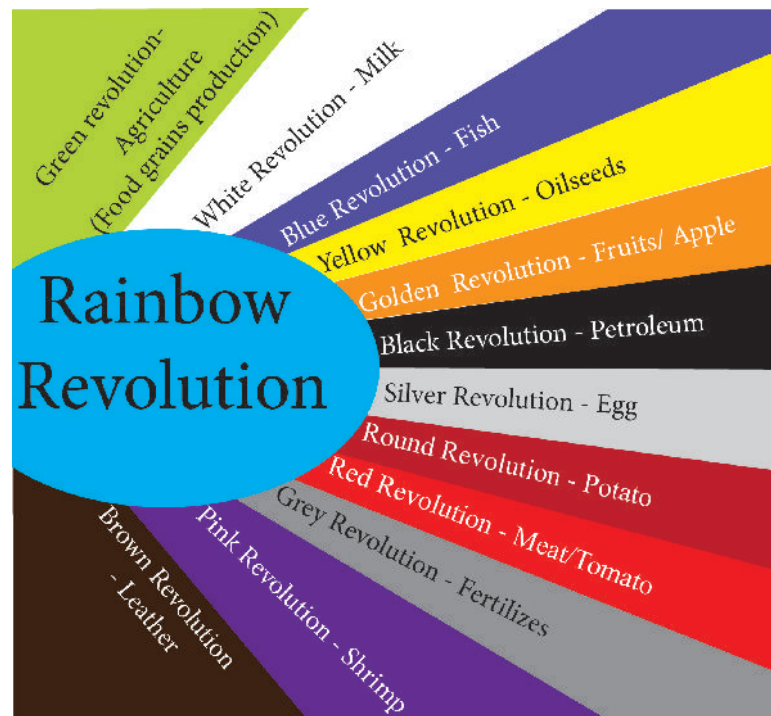 Green revolution-
Agriculture
(Food grains production)
White Revolution - Milk
Blue Revolution - Fish
Yellow Revolution - Oilseeds
Golden Revolution - Fruits/ Apple
Black Revolution - Petroleum
Silver Revolution - Egg
Round Revolution - Potato
Red Revolution - Meat/Tomato
Grey Revolution - Fertilizes
Pink Revolution - Shrimp
Brown Revolution
- Leather
Rainbow
Revolution